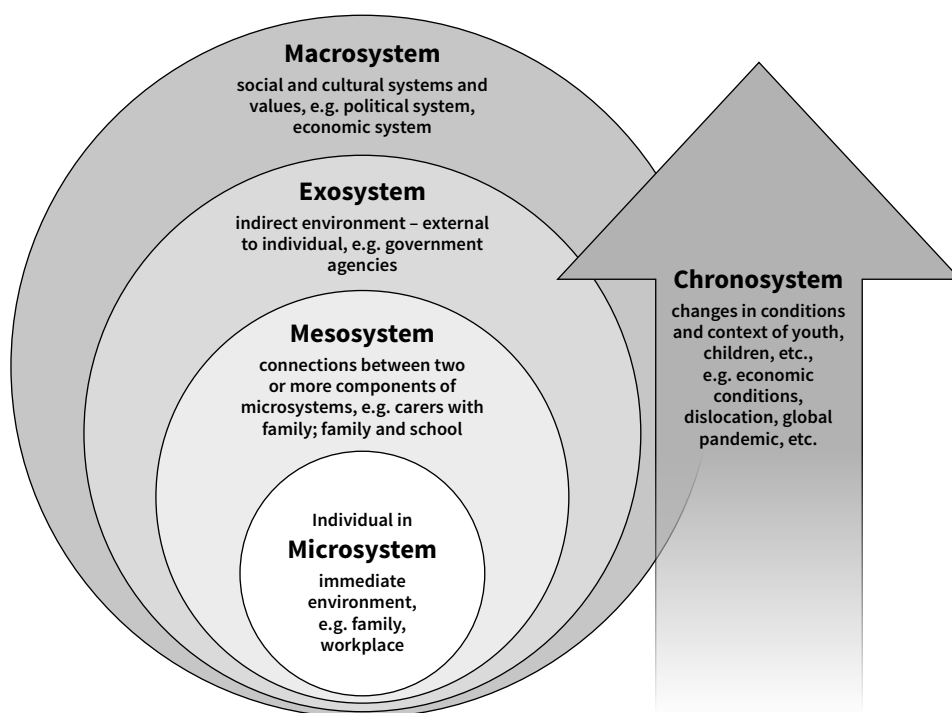 Macrosystem
social and cultural systems and
values, e.g. political system,
economic system
Exosystem
indirect environment – external
to individual, e.g. government
agencies
Mesosystem
connections between two
or more components of
microsystems, e.g. carers with
family; family and school
Individual in
Microsystem
immediate
environment,
e.g. family,
workplace
Chronosystem
changes in conditions
and context of youth,
children, etc.,
e.g. economic
conditions,
dislocation, global
pandemic, etc.